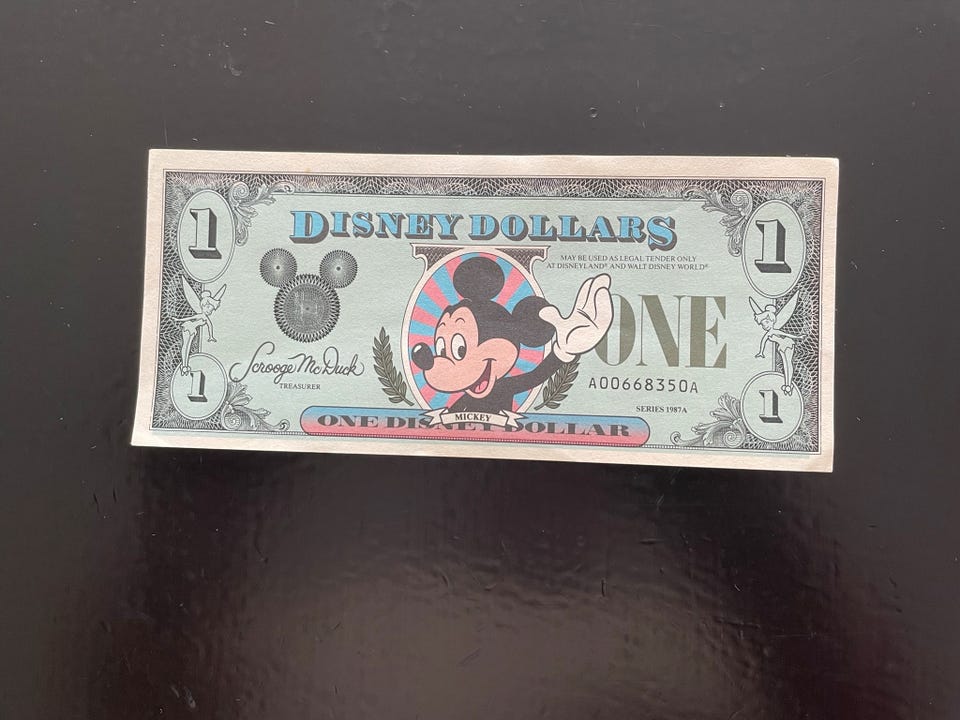 1
DISNEY DOLLARS
1
MAY BE USED AS LEGAL TENDER ONLY
AT DISNEYLAND® AND WALT DISNEY WORLD®
ONE
Scrooge McDuck
TREASURER
A00668350A
SERIES 1987A
1
MICKEY
1
ONE DISNEY DOLLAR